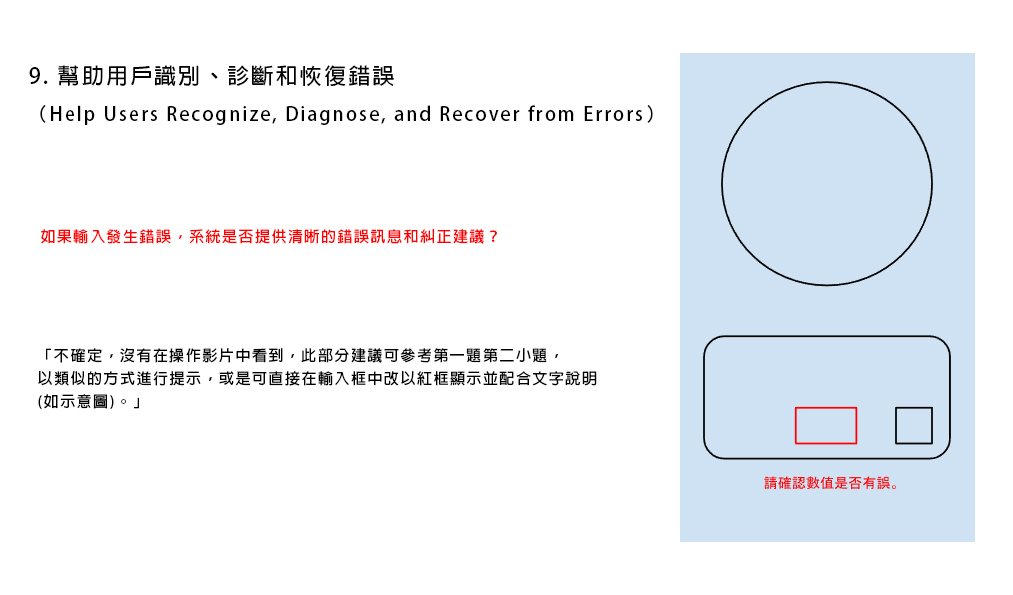 9. 幫助用戶識別、診斷和恢復錯誤
（Help Users Recognize, Diagnose, and Recover from Errors）
如果輸入發生錯誤，系統是否提供清晰的錯誤訊息和糾正建議？
「不確定，沒有在操作影片中看到，此部分建議可參考第一題第二小題，
以類似的方式進行提示，或是可直接在輸入框中改以紅框顯示並配合文字說明
(如示意圖)。」
請確認數值是否有誤。